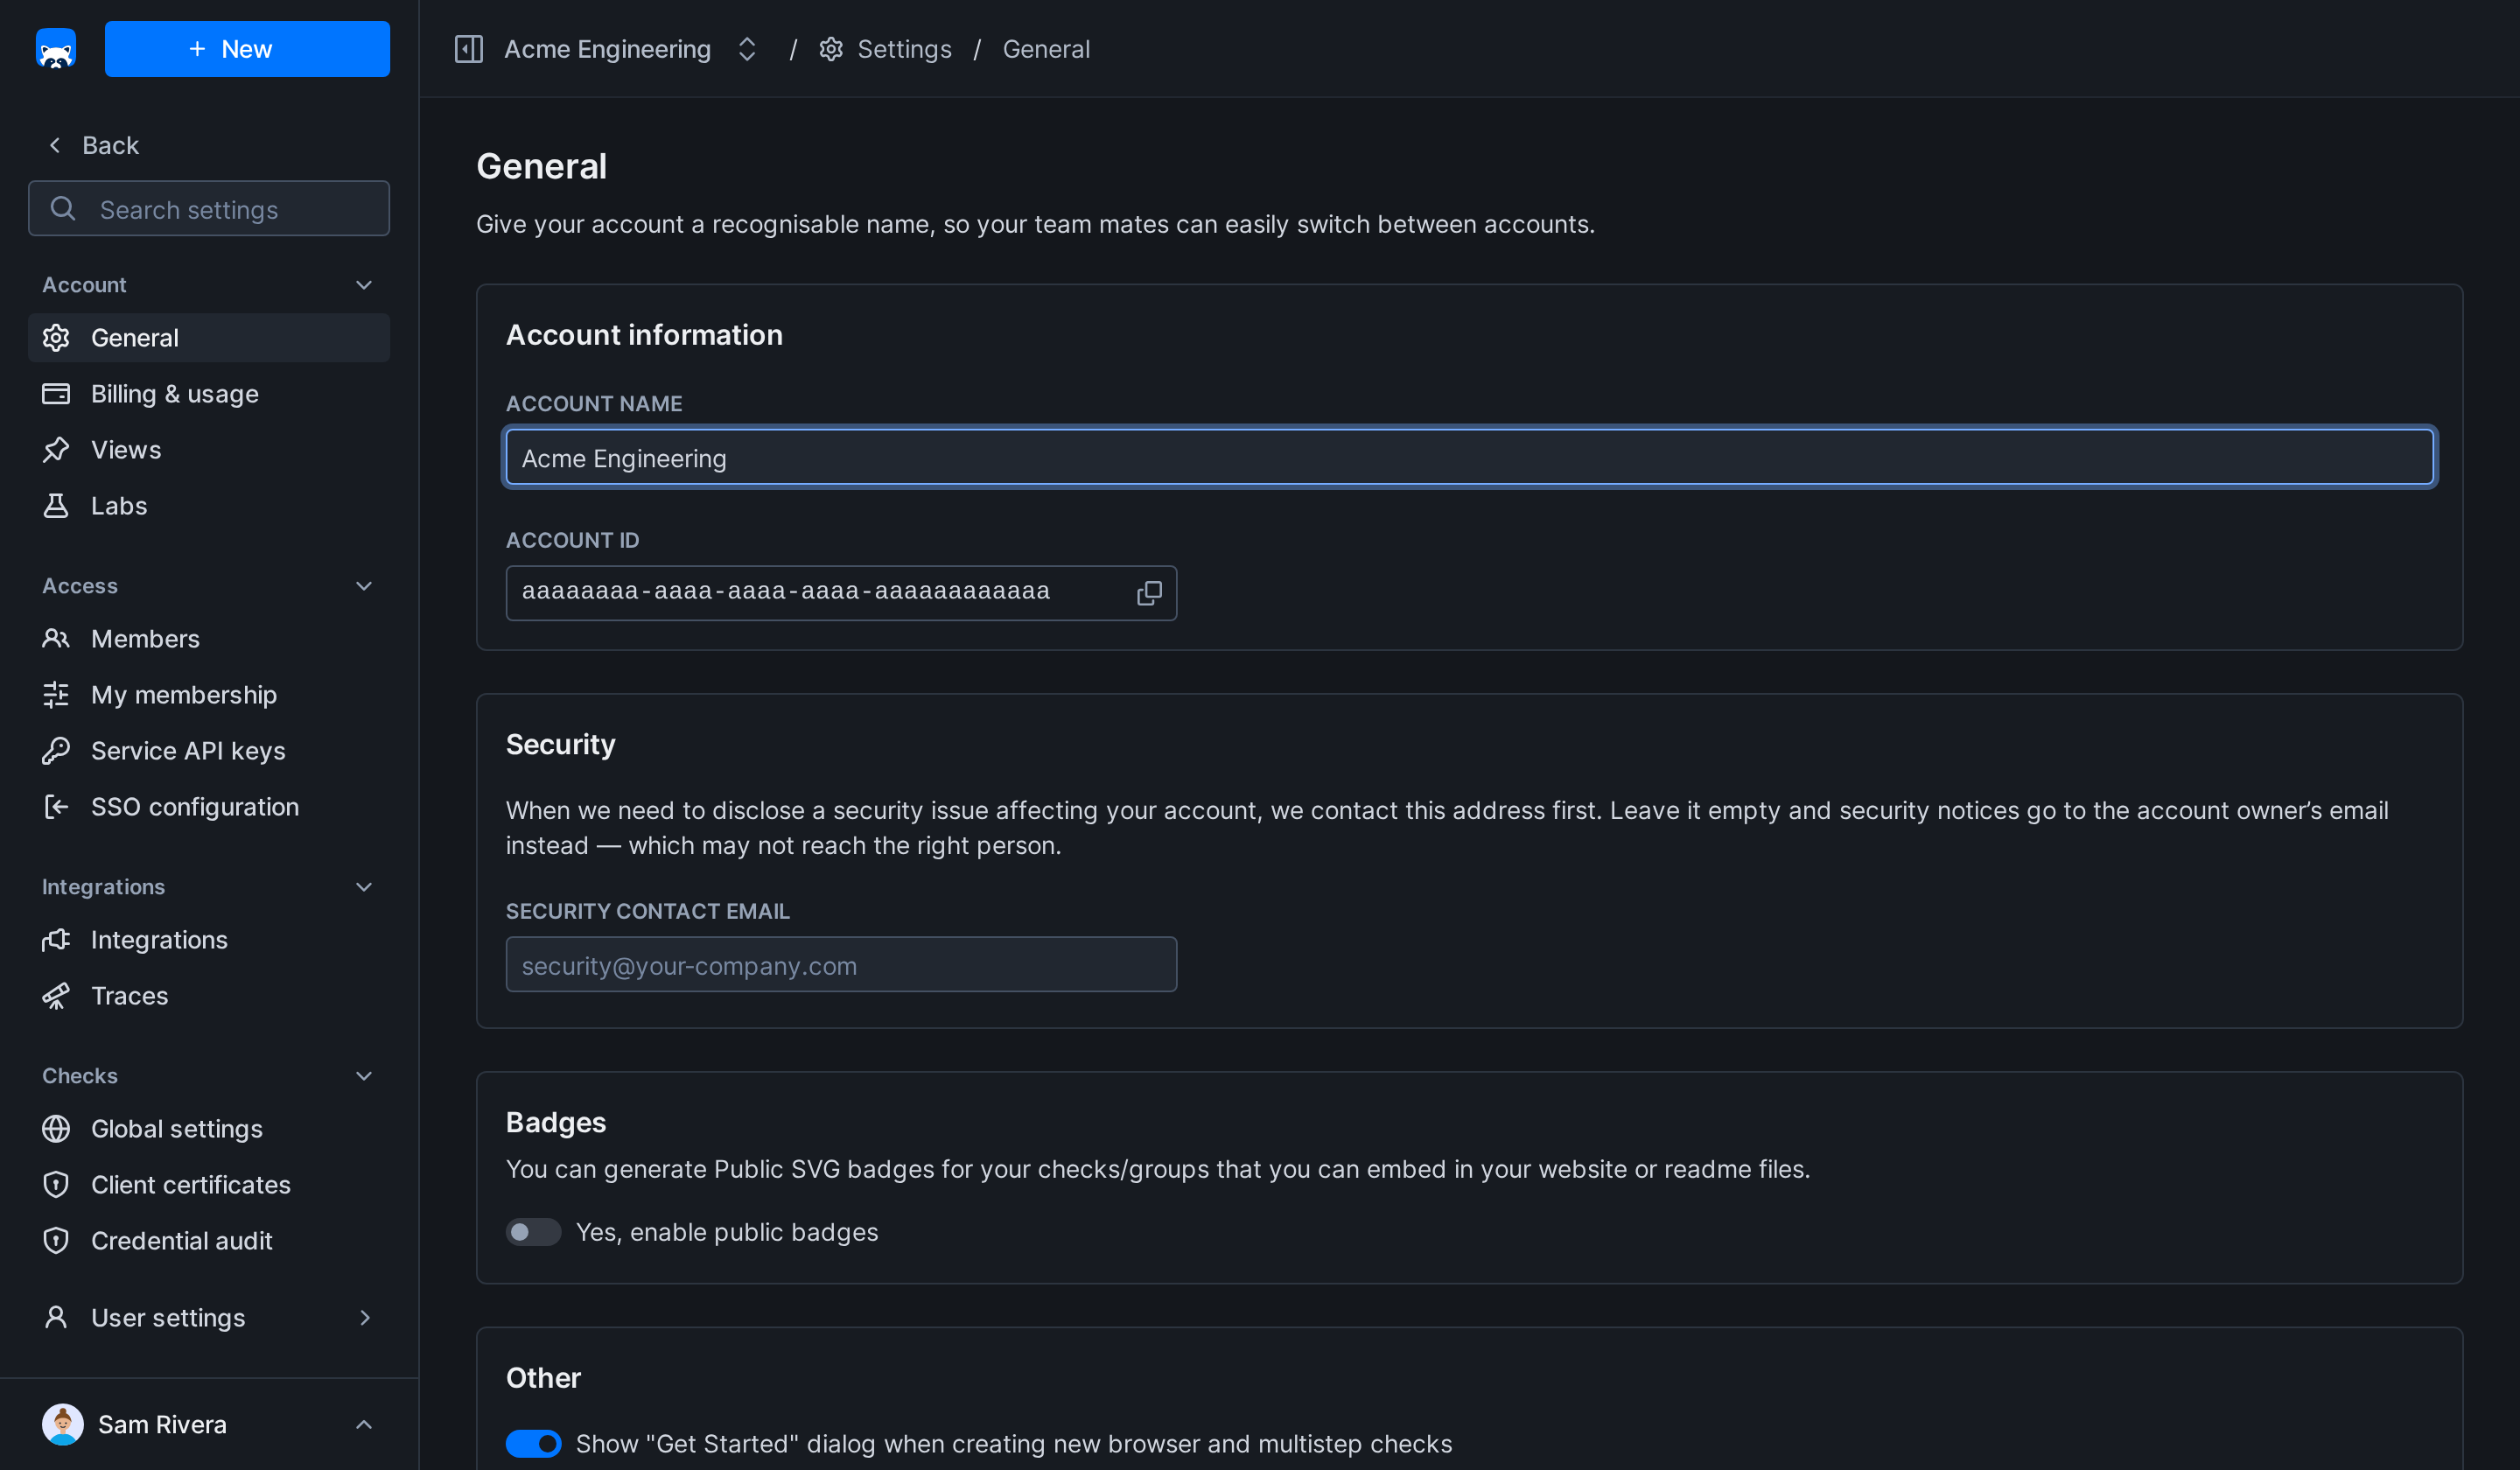 New
Acme Engineering / Settings / General
Back
Search settings
Account
General
Billing & usage
Views
Labs
Access
Members
My membership
Service API keys
SSO configuration
Integrations
Integrations
Traces
Checks
Global settings
Client certificates
Credential audit
User settings
Sam Rivera
General
Give your account a recognisable name, so your team mates can easily switch between accounts.
Account information
ACCOUNT NAME
Acme Engineering
ACCOUNT ID
aaaaaaaa-aaaa-aaaa-aaaa-aaaaaaaaaaaa
Security
When we need to disclose a security issue affecting your account, we contact this address first. Leave it empty and security notices go to the account owner’s email
instead — which may not reach the right person.
SECURITY CONTACT EMAIL
security@your-company.com
Badges
You can generate Public SVG badges for your checks/groups that you can embed in your website or readme files.
Yes, enable public badges
Other
Show "Get Started" dialog when creating new browser and multistep checks